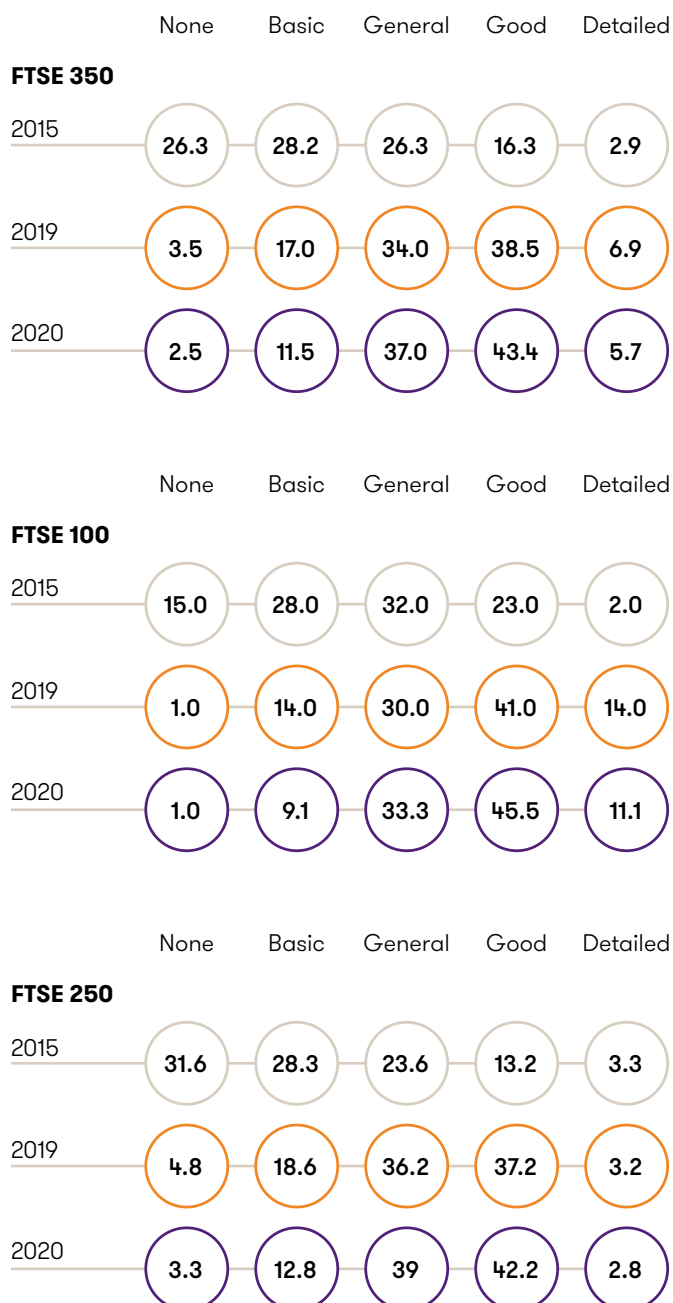 None Basic General Good Detailed
FTSE 350
2015 26.3 28.2 26.3 16.3 2.9
2019 3.5 17.0 34.0 38.5 6.9
2020 2.5 11.5 37.0 43.4 5.7
None Basic General Good Detailed
FTSE 100
2015 15.0 28.0 32.0 23.0 2.0
2019 1.0 14.0 30.0 41.0 14.0
2020 1.0 9.1 33.3 45.5 11.1
None Basic General Good Detailed
FTSE 250
2015 31.6 28.3 23.6 13.2 3.3
2019 4.8 18.6 36.2 37.2 3.2
2020 3.3 12.8 39 42.2 2.8